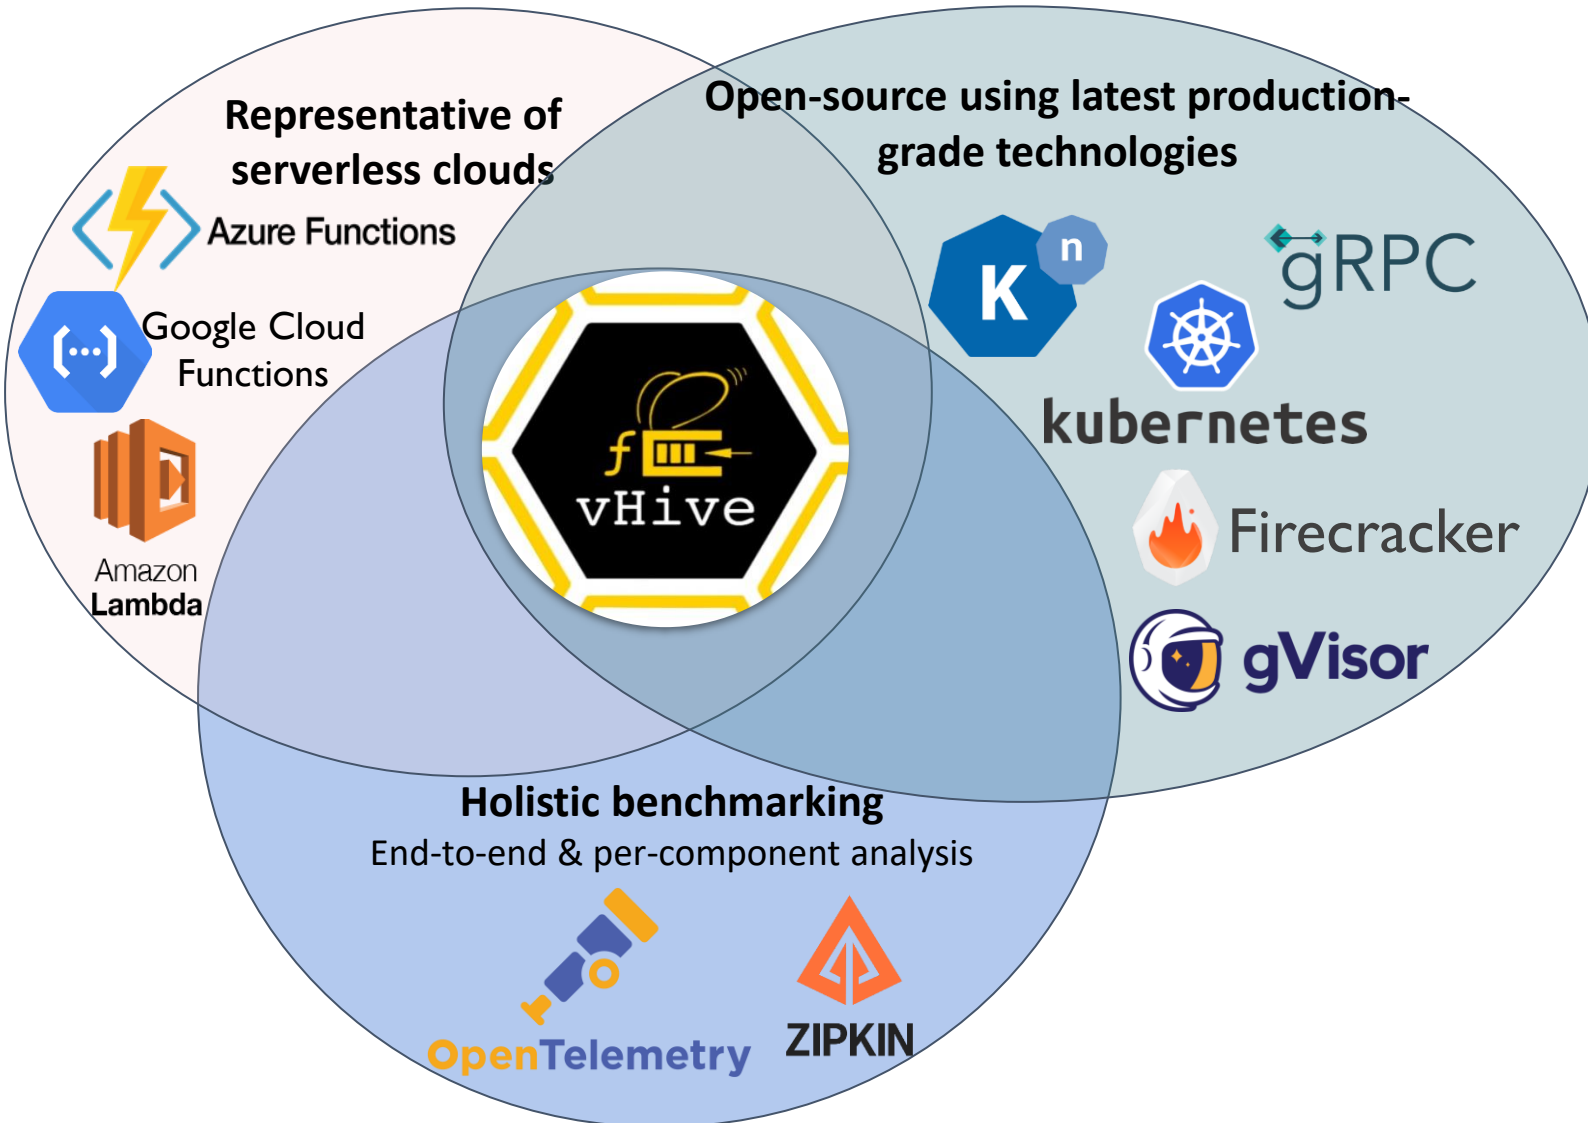 Representative of
serverless clouds
Azure Functions
Google Cloud
Functions
Amazon
Lambda
Open-source using latest production-
grade technologies
K
n
gRPC
kubernetes
Firecracker
gVisor
f
vHive
Holistic benchmarking
End-to-end & per-component analysis
OpenTelemetry
ZIPKIN